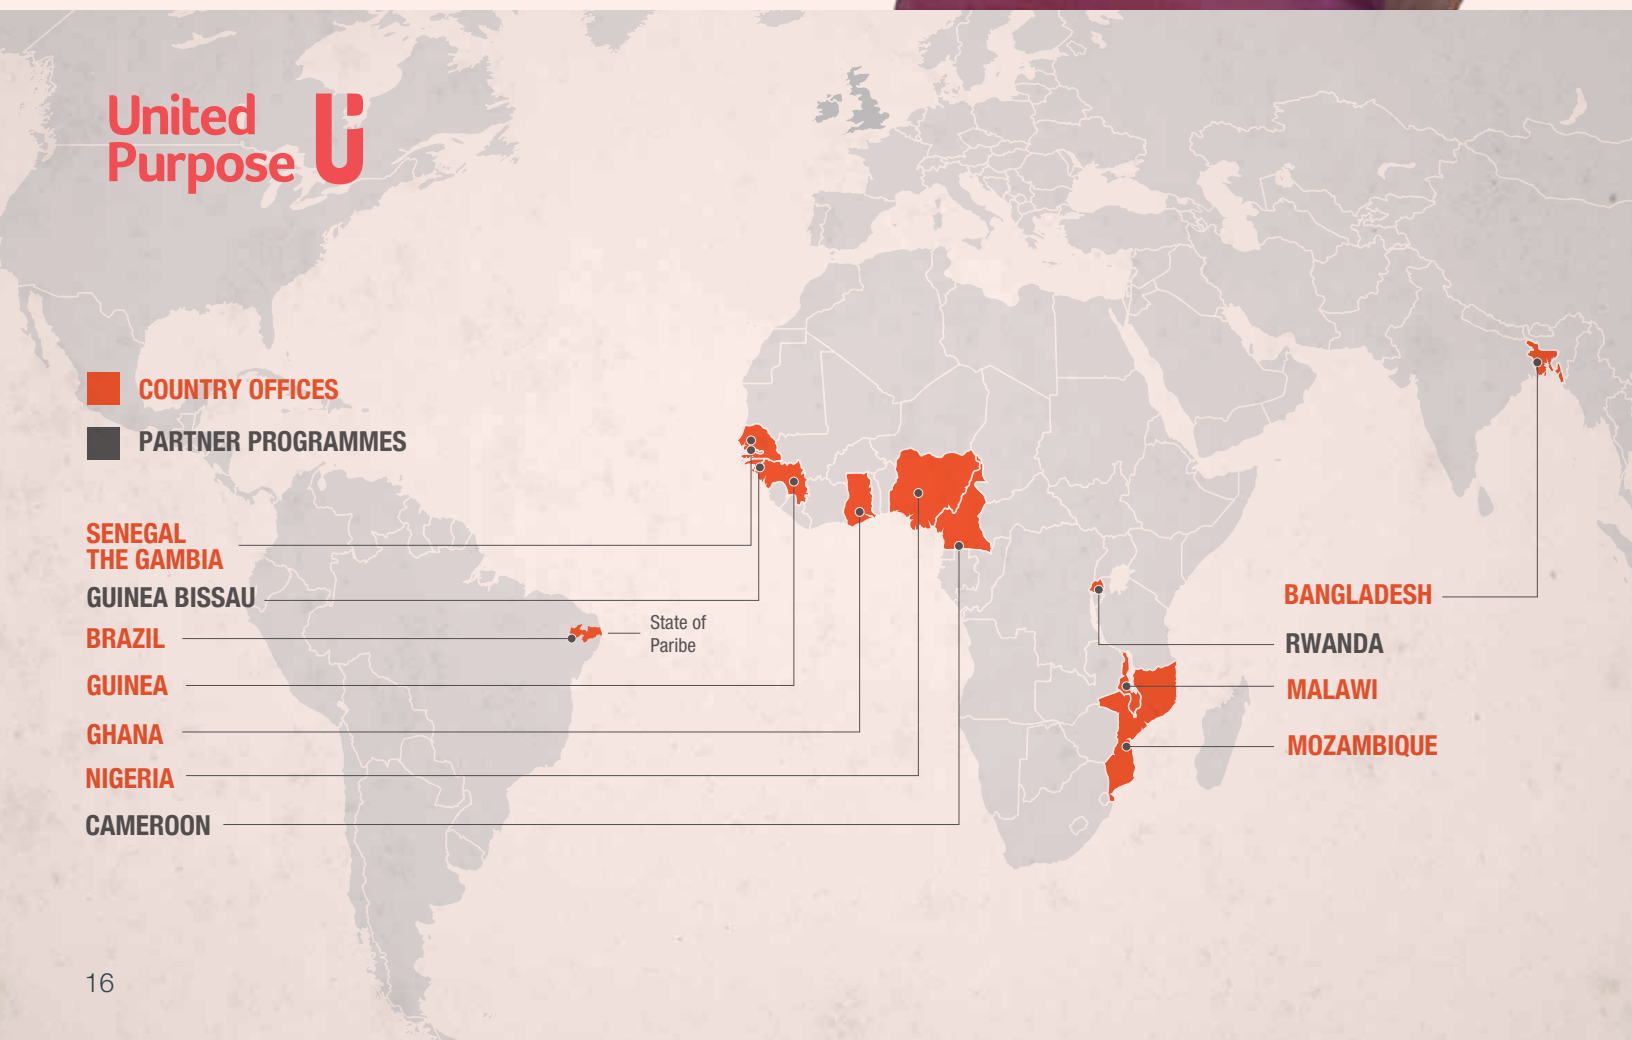 United
Purpose
COUNTRY OFFICES
PARTNER PROGRAMMES
SENEGAL
THE GAMBIA
GUINEA BISSAU
BRAZIL
State of
Paribe
GUINEA
GHANA
NIGERIA
CAMEROON
BANGLADESH
RWANDA
MALAWI
MOZAMBIQUE
16